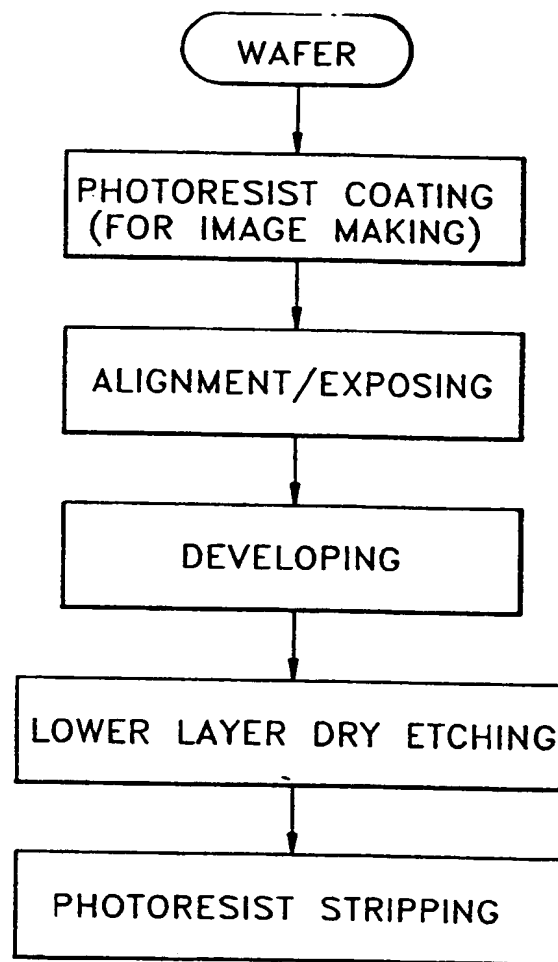 WAFER
PHOTORESIST COATING
(FOR IMAGE MAKING)
ALIGNMENT/EXPOSING
DEVELOPING
LOWER LAYER DRY ETCHING
PHOTORESIST STRIPPING